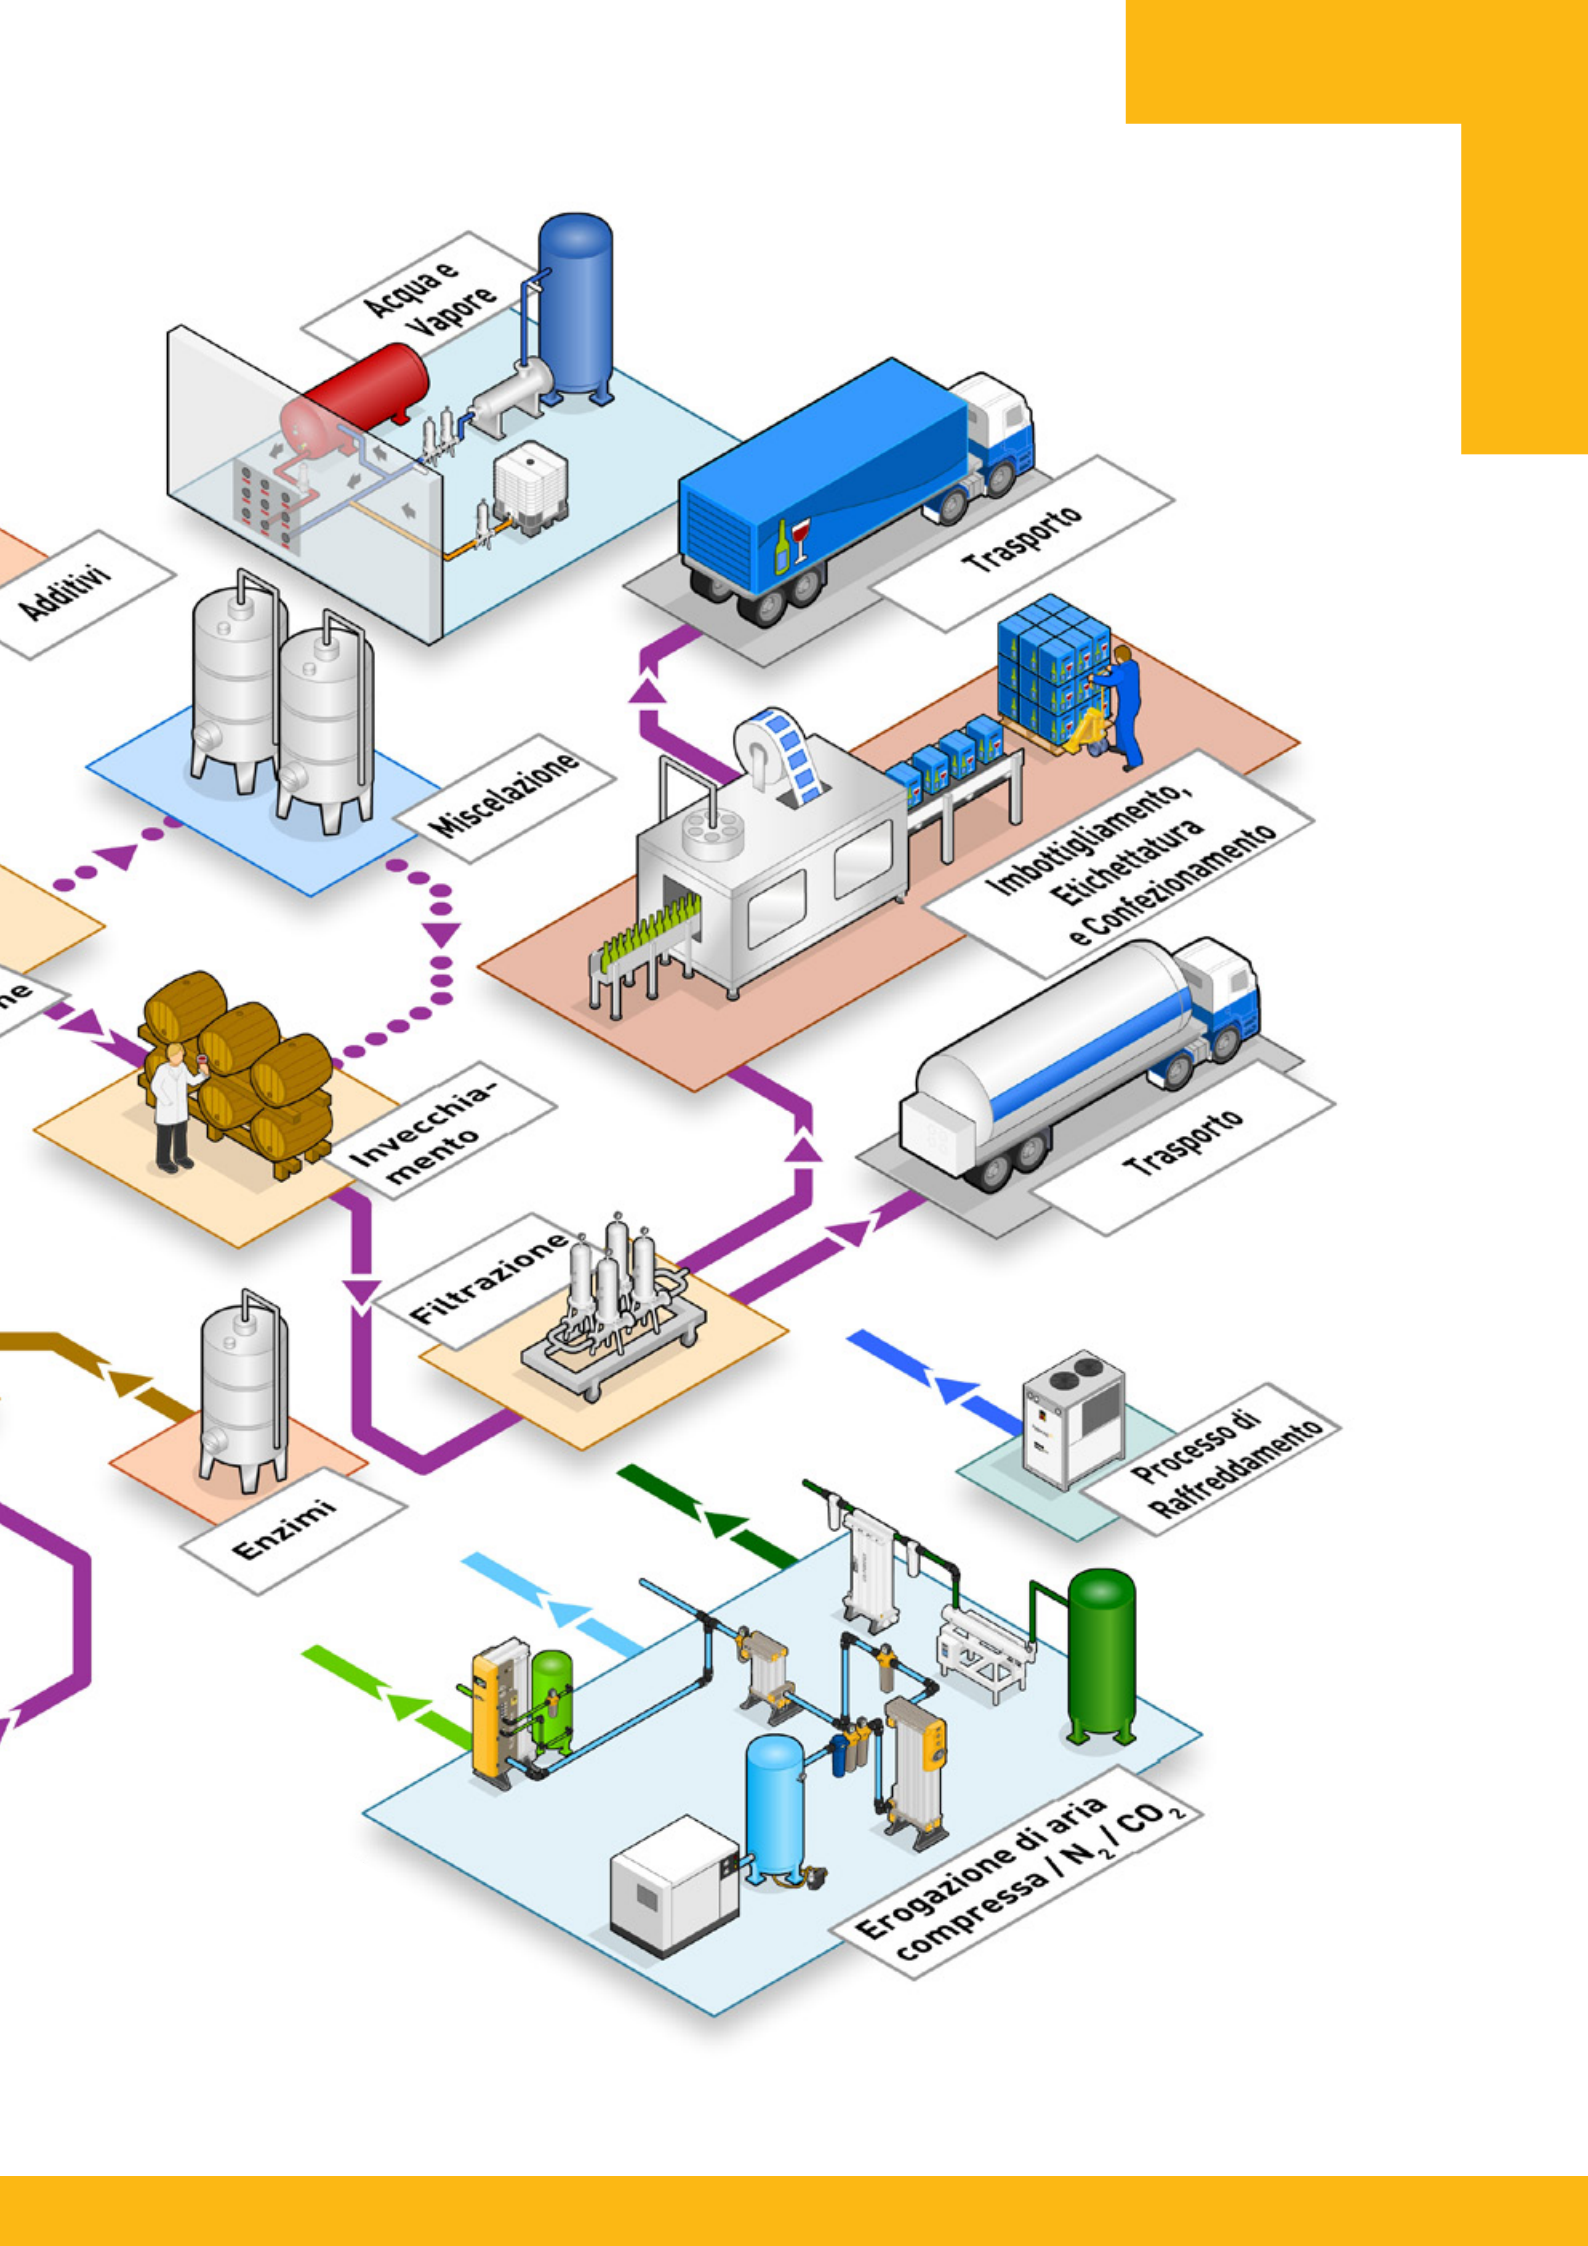 Acqua e
Vapore
Trasporto
Additivi
Miscelazione
Imbottigliamento,
Etichettatura
e Confezionamento
ne
Invecchia-
mento
Trasporto
Filtrazione
Processo di
Raffreddamento
Enzimi
Erogazione di aria
compressa / N₂ / CO₂